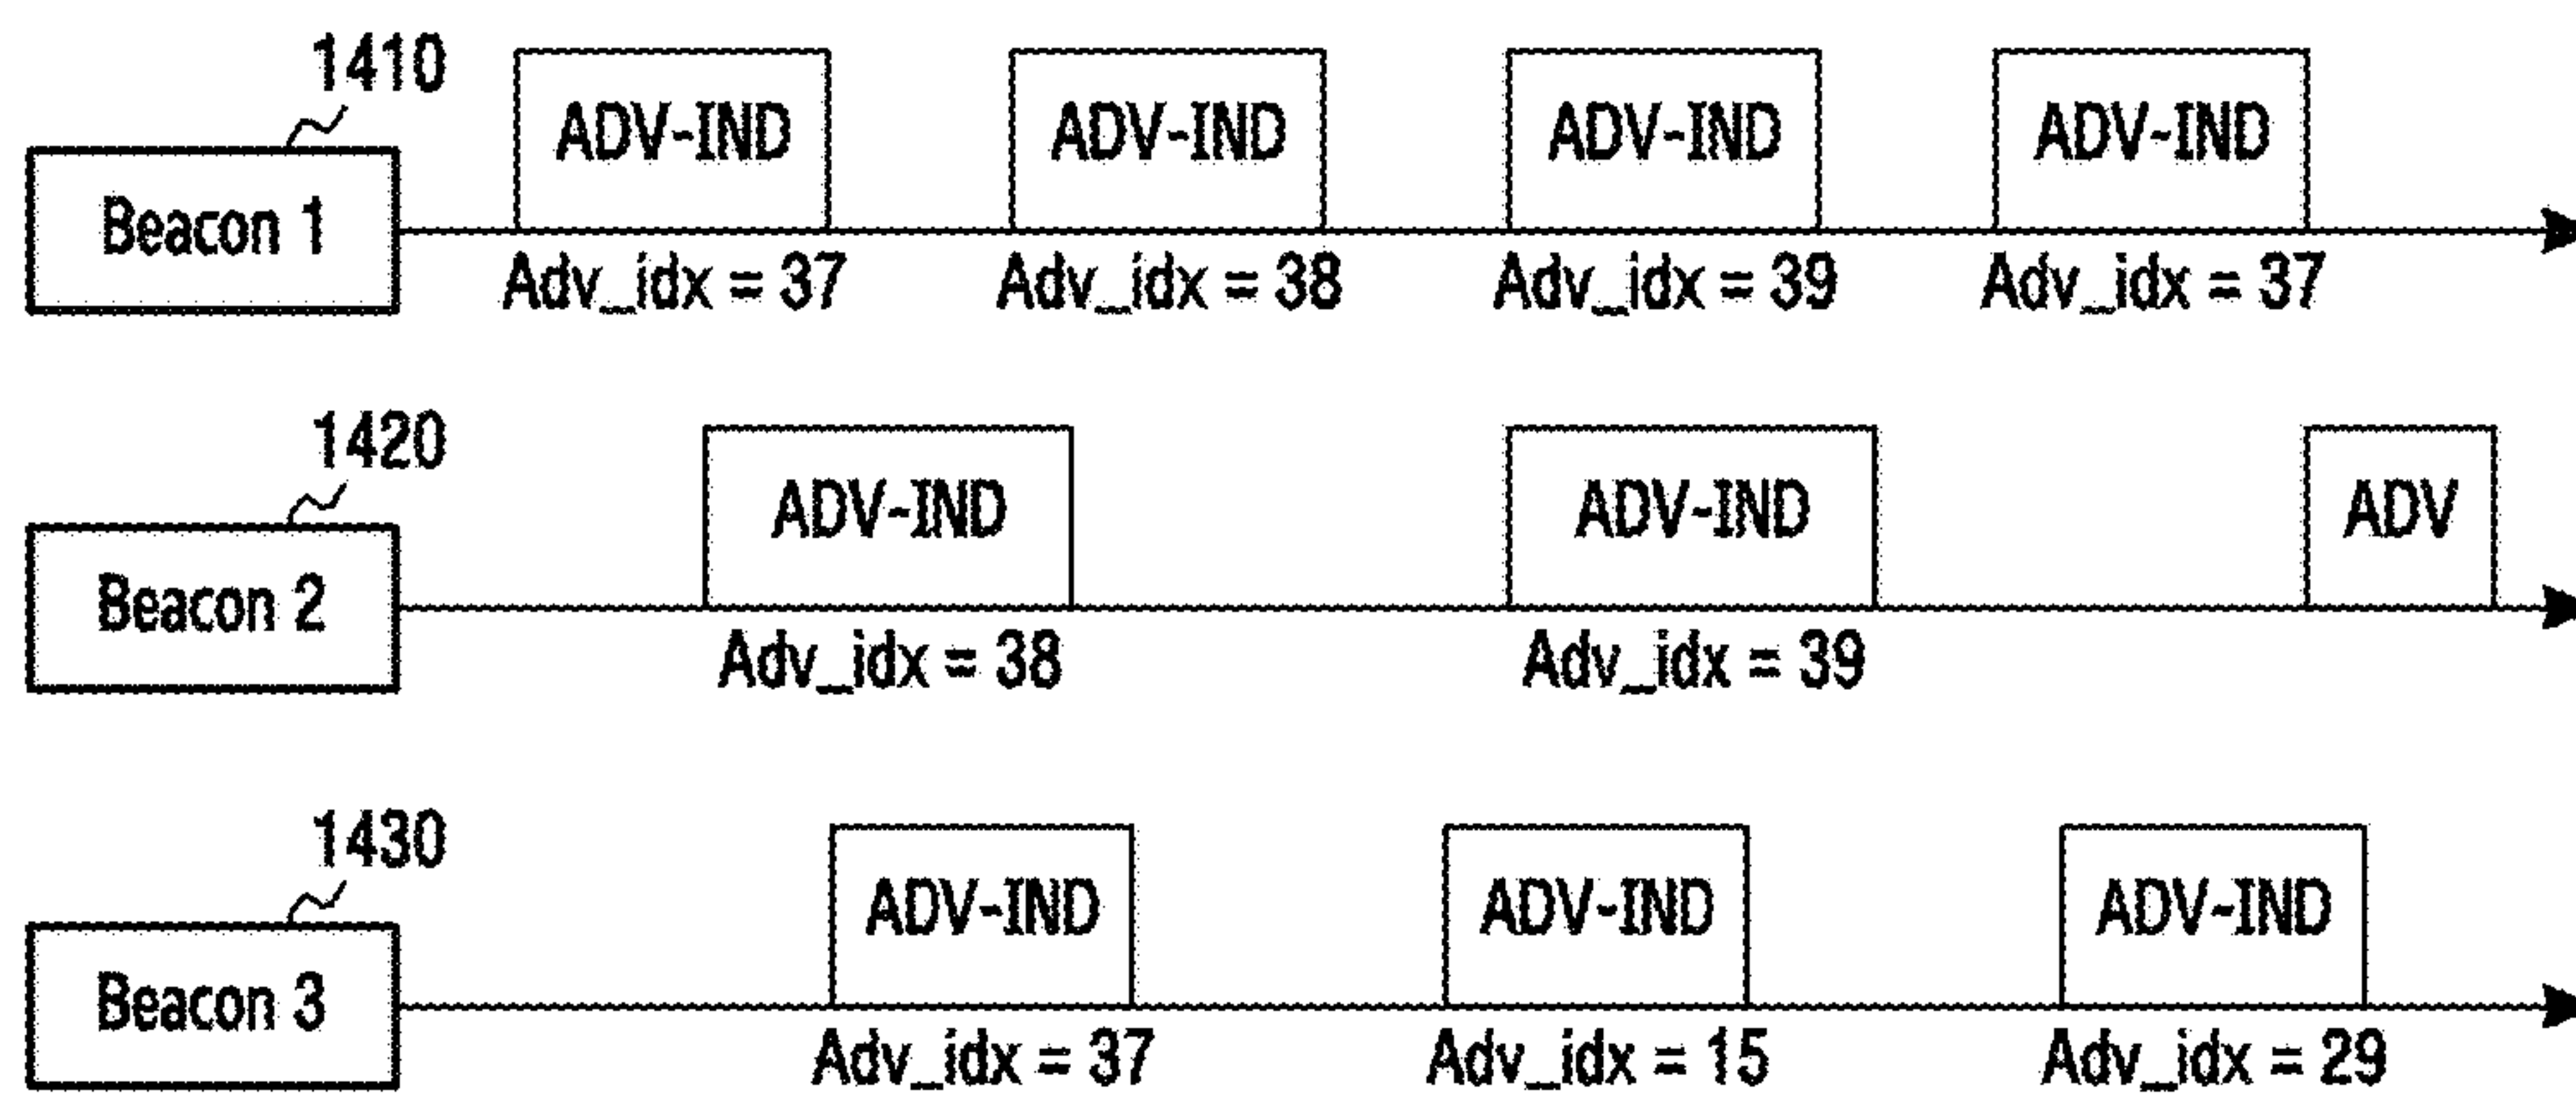 1410
ADV-IND ADV-IND ADV-IND ADV-IND
Beacon 1
Adv_idx = 37 Adv_idx = 38 Adv_idx = 39 Adv_idx = 37
1420
ADV-IND ADV-IND ADV
Beacon 2
Adv_idx = 38 Adv_idx = 39
1430
ADV-IND ADV-IND ADV-IND
Beacon 3
Adv_idx = 37 Adv_idx = 15 Adv_idx = 29